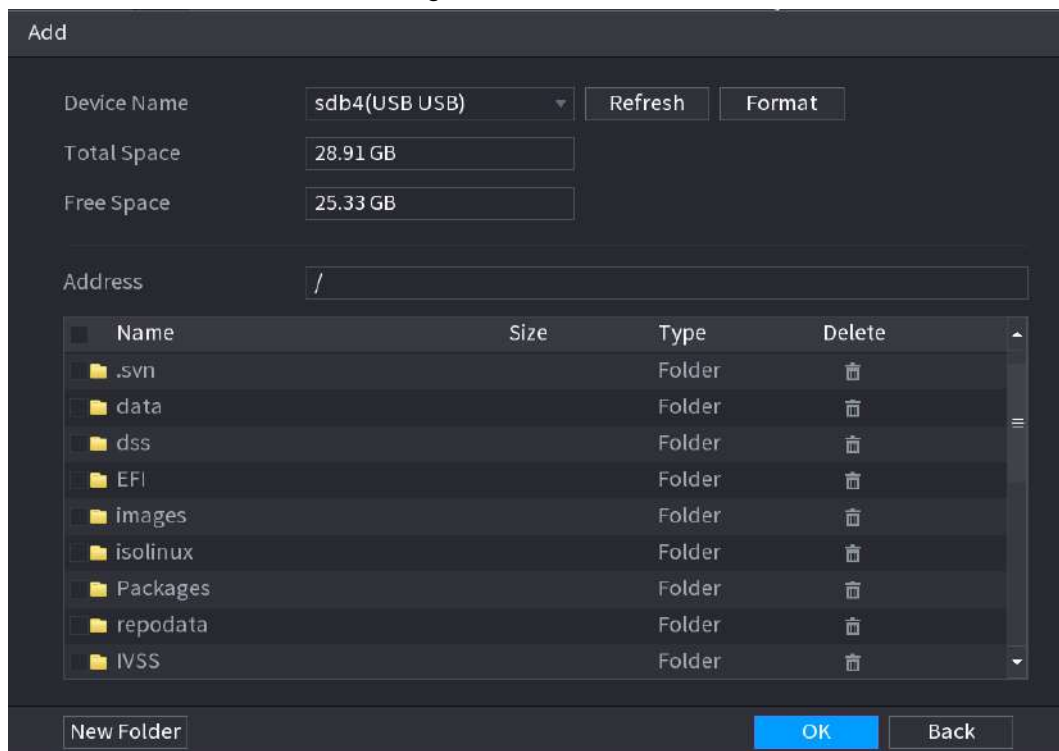 Add
Device Name sdb4(USB USB) Refresh Format
Total Space 28.91 GB
Free Space 25.33 GB
Address /
Name Size Type Delete
.svn Folder
data Folder
dss Folder
EFI Folder
images Folder
isolinux Folder
Packages Folder
repodata Folder
IVSS Folder
New Folder OK Back